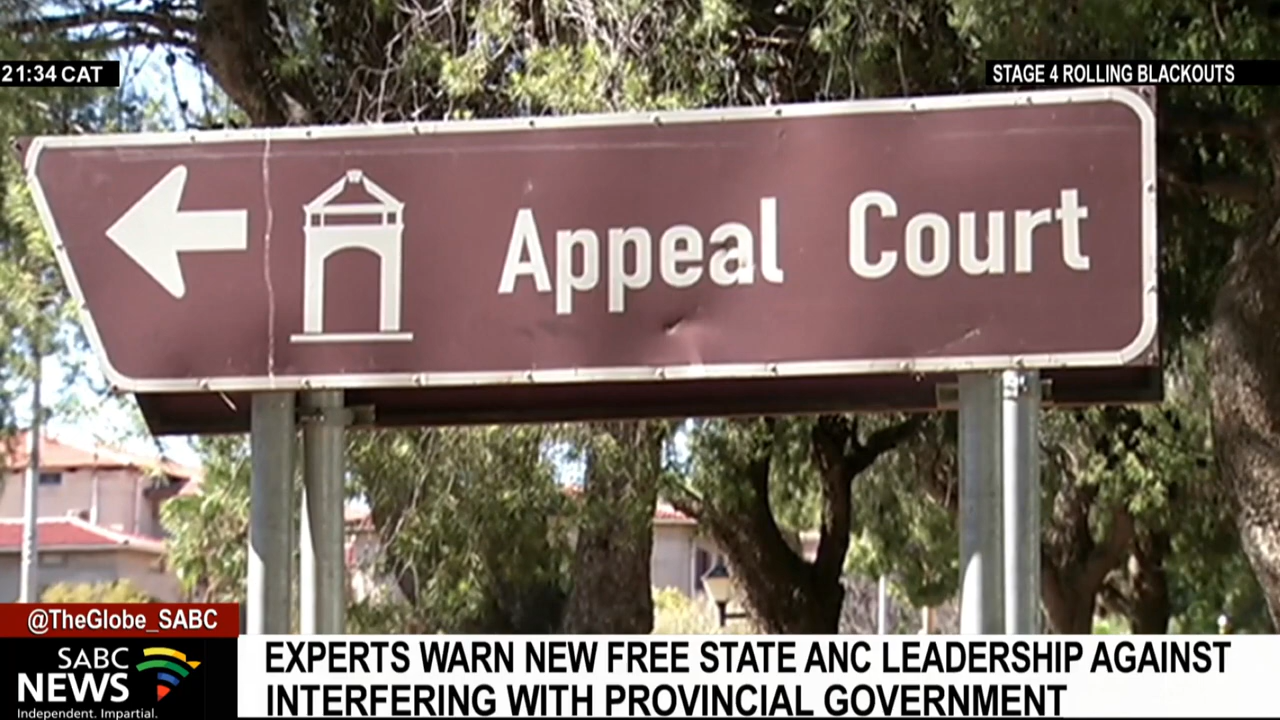 21:34 CAT
STAGE 4 ROLLING BLACKOUTS
Appeal Court
@TheGlobe_SABC
SABC
NEWS
Independent. Impartial.
EXPERTS WARN NEW FREE STATE ANC LEADERSHIP AGAINST
INTERFERING WITH PROVINCIAL GOVERNMENT